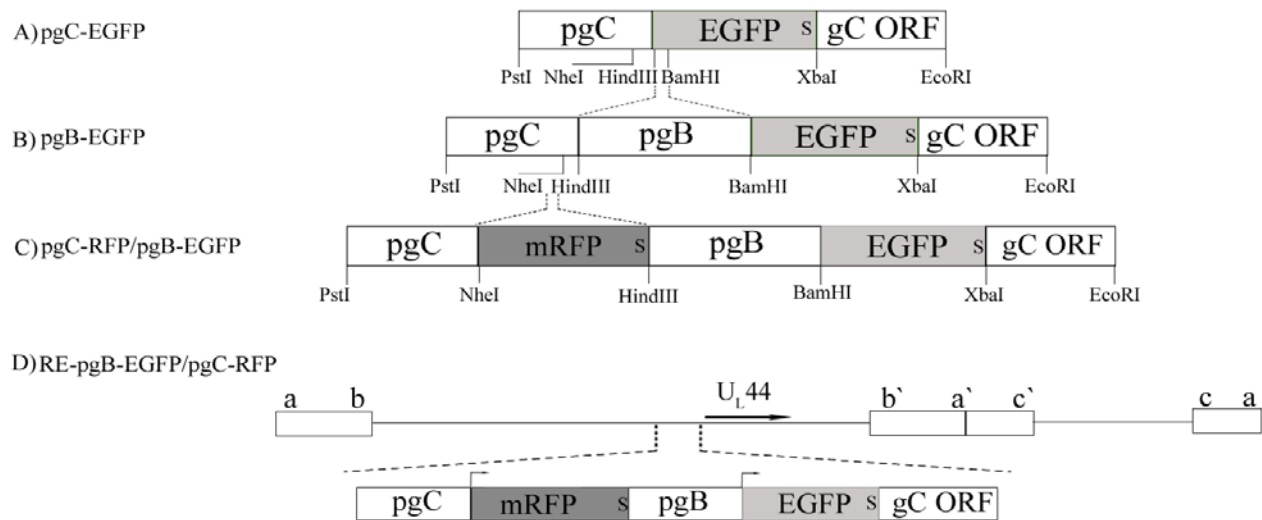 A) pgC-EGFP
pgC EGFP S gC ORF
PstI NheI HindIII BamHI XbaI EcoRI
B) pgB-EGFP
pgC pgB EGFP S gC ORF
PstI NheI HindIII BamHI XbaI EcoRI
C) pgC-RFP/pgB-EGFP
pgC mRFP S pgB EGFP S gC ORF
PstI NheI HindIII BamHI XbaI EcoRI
D) RE-pgB-EGFP/pgC-RFP
UL44
a b b` a` c` c a
pgC mRFP S pgB EGFP S gC ORF